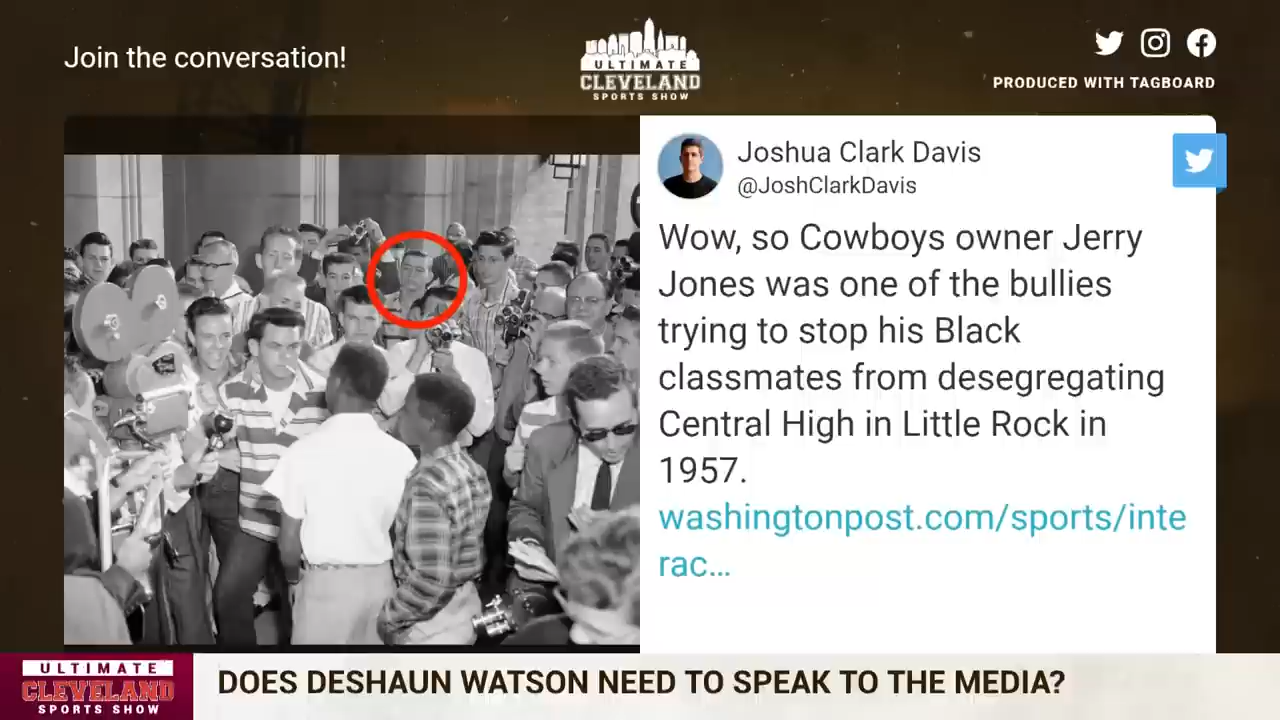 Join the conversation!
ULTIMATE
CLEVELAND
SPORTS SHOW
PRODUCED WITH TAGBOARD
Joshua Clark Davis
@JoshClarkDavis
Wow, so Cowboys owner Jerry
Jones was one of the bullies
trying to stop his Black
classmates from desegregating
Central High in Little Rock in
1957.
washingtonpost.com/sports/inte
rac…
ULTIMATE
CLEVELAND
SPORTS SHOW
DOES DESHAUN WATSON NEED TO SPEAK TO THE MEDIA?